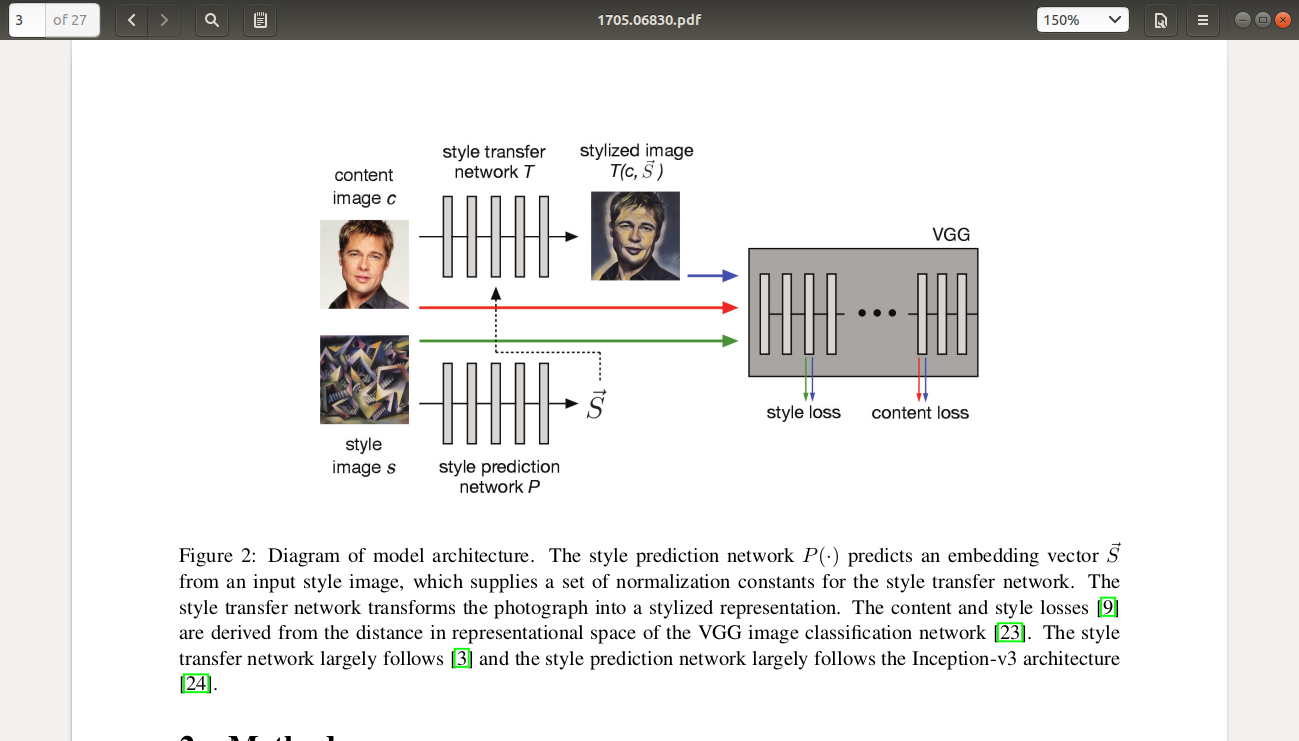 3 of 27
1705.06830.pdf
150%
style transfer
network T
stylized image
T(c, S⃗ )
content
image c
VGG
style loss
content loss
S⃗
style
image s
style prediction
network P
Figure 2: Diagram of model architecture. The style prediction network P(·) predicts an embedding vector S⃗
from an input style image, which supplies a set of normalization constants for the style transfer network. The
style transfer network transforms the photograph into a stylized representation. The content and style losses [9]
are derived from the distance in representational space of the VGG image classification network [23]. The style
transfer network largely follows [3] and the style prediction network largely follows the Inception-v3 architecture
[24].